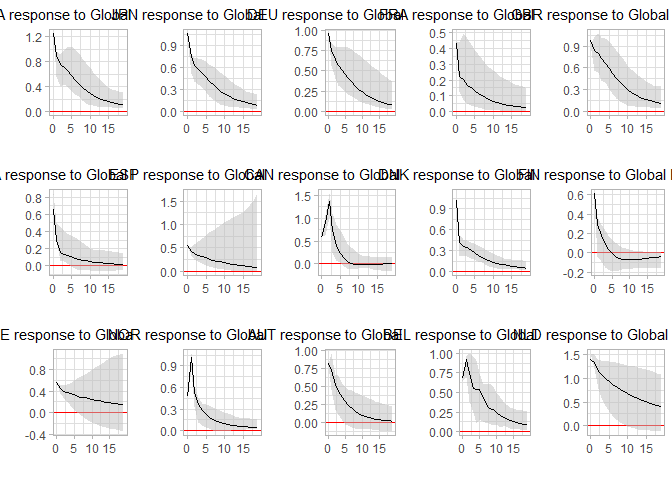 A response to Global JPN response to Global DEU response to Global FRA response to Global GBR response to Global
1.2 0.8 0.4 0.0
0.9 0.6 0.3 0.0
1.00 0.75 0.50 0.25 0.00
0.5 0.4 0.3 0.2 0.1 0.0
0.9 0.6 0.3 0.0
0 5 10 15 0 5 10 15 0 5 10 15 0 5 10 15 0 5 10 15
A response to Global ESP response to Global CAN response to Global DNK response to Global FIN response to Global
0.8 0.6 0.4 0.2 0.0
1.5 1.0 0.5 0.0
1.5 1.0 0.5 0.0
0.9 0.6 0.3 0.0
0.6 0.4 0.2 0.0 -0.2
0 5 10 15 0 5 10 15 0 5 10 15 0 5 10 15 0 5 10 15
E response to Global NOR response to Global AUT response to Global BEL response to Global NLD response to Global
0.8 0.4 0.0 -0.4
0.9 0.6 0.3 0.0
1.00 0.75 0.50 0.25 0.00
1.00 0.75 0.50 0.25 0.00
1.5 1.0 0.5 0.0
0 5 10 15 0 5 10 15 0 5 10 15 0 5 10 15 0 5 10 15